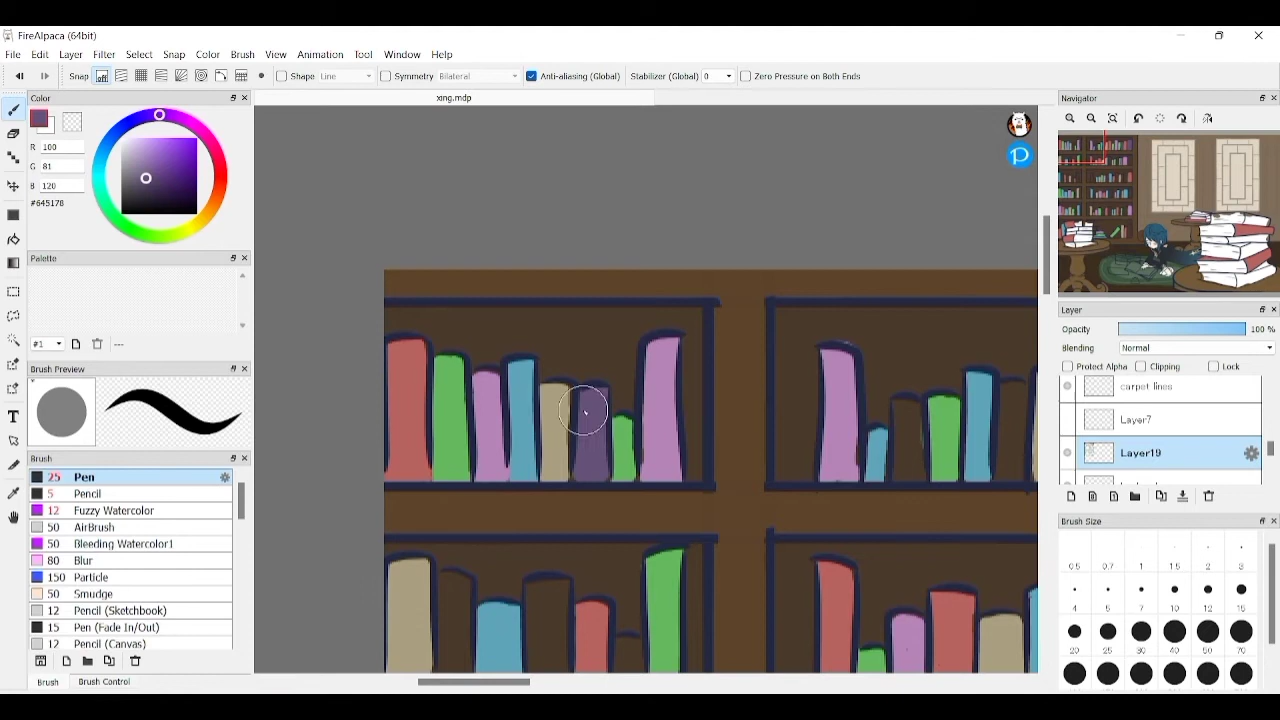 FireAlpaca (64bit)
File Edit Layer Filter Select Snap Color Brush View Animation Tool Window Help
Snap Shape Line Symmetry Bilateral Anti-aliasing (Global) Stabilizer (Global) 0 Zero Pressure on Both Ends
Color
xing.mdp
Navigator
R 100
G 81
B 120
#645178
Palette
#1 ---
Brush Preview
Brush
25 Pen
5 Pencil
12 Fuzzy Watercolor
50 AirBrush
50 Bleeding Watercolor1
80 Blur
150 Particle
50 Smudge
12 Pencil (Sketchbook)
15 Pen (Fade In/Out)
12 Pencil (Canvas)
Brush Brush Control
Layer
Opacity 100 %
Blending Normal
Protect Alpha Clipping Lock
carpet lines
Layer7
Layer19
Brush Size
0.5 0.7 1 1.5 2 3
4 5 7 10 12 15
20 25 30 40 50 70